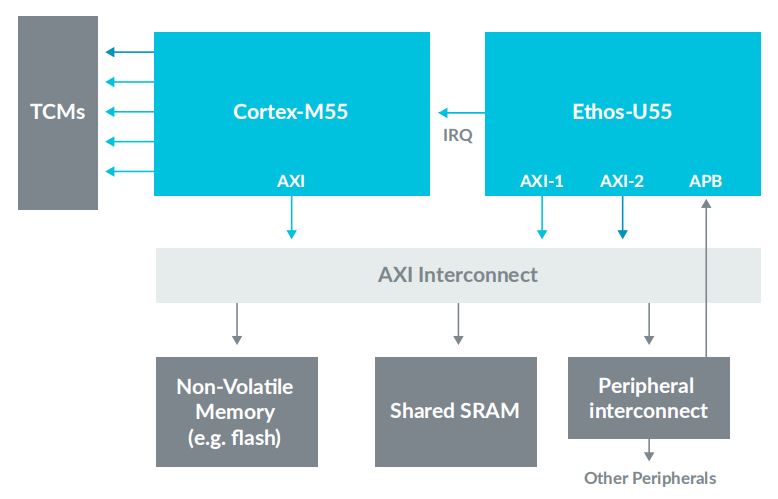 TCMs
Cortex-M55
Ethos-U55
IRQ
AXI
AXI-1
AXI-2
APB
AXI Interconnect
Non-Volatile
Memory
(e.g. flash)
Shared SRAM
Peripheral
interconnect
Other Peripherals